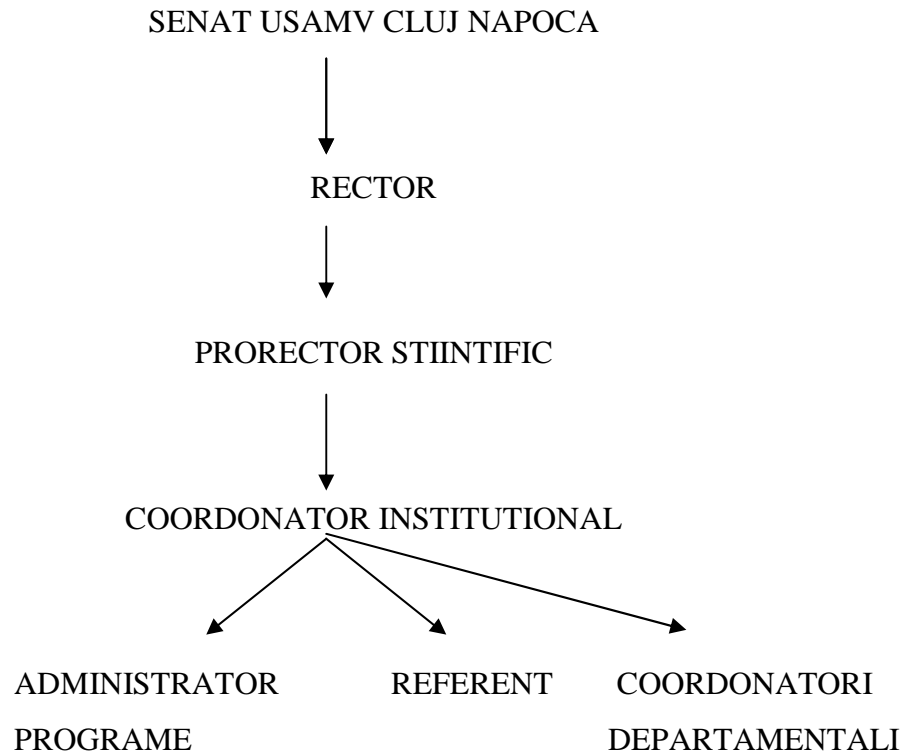 SENAT USAMV CLUJ NAPOCA
RECTOR
PRORECTOR STIINTIFIC
COORDONATOR INSTITUTIONAL
ADMINISTRATOR REFERENT COORDONATORI
PROGRAME DEPARTAMENTALI